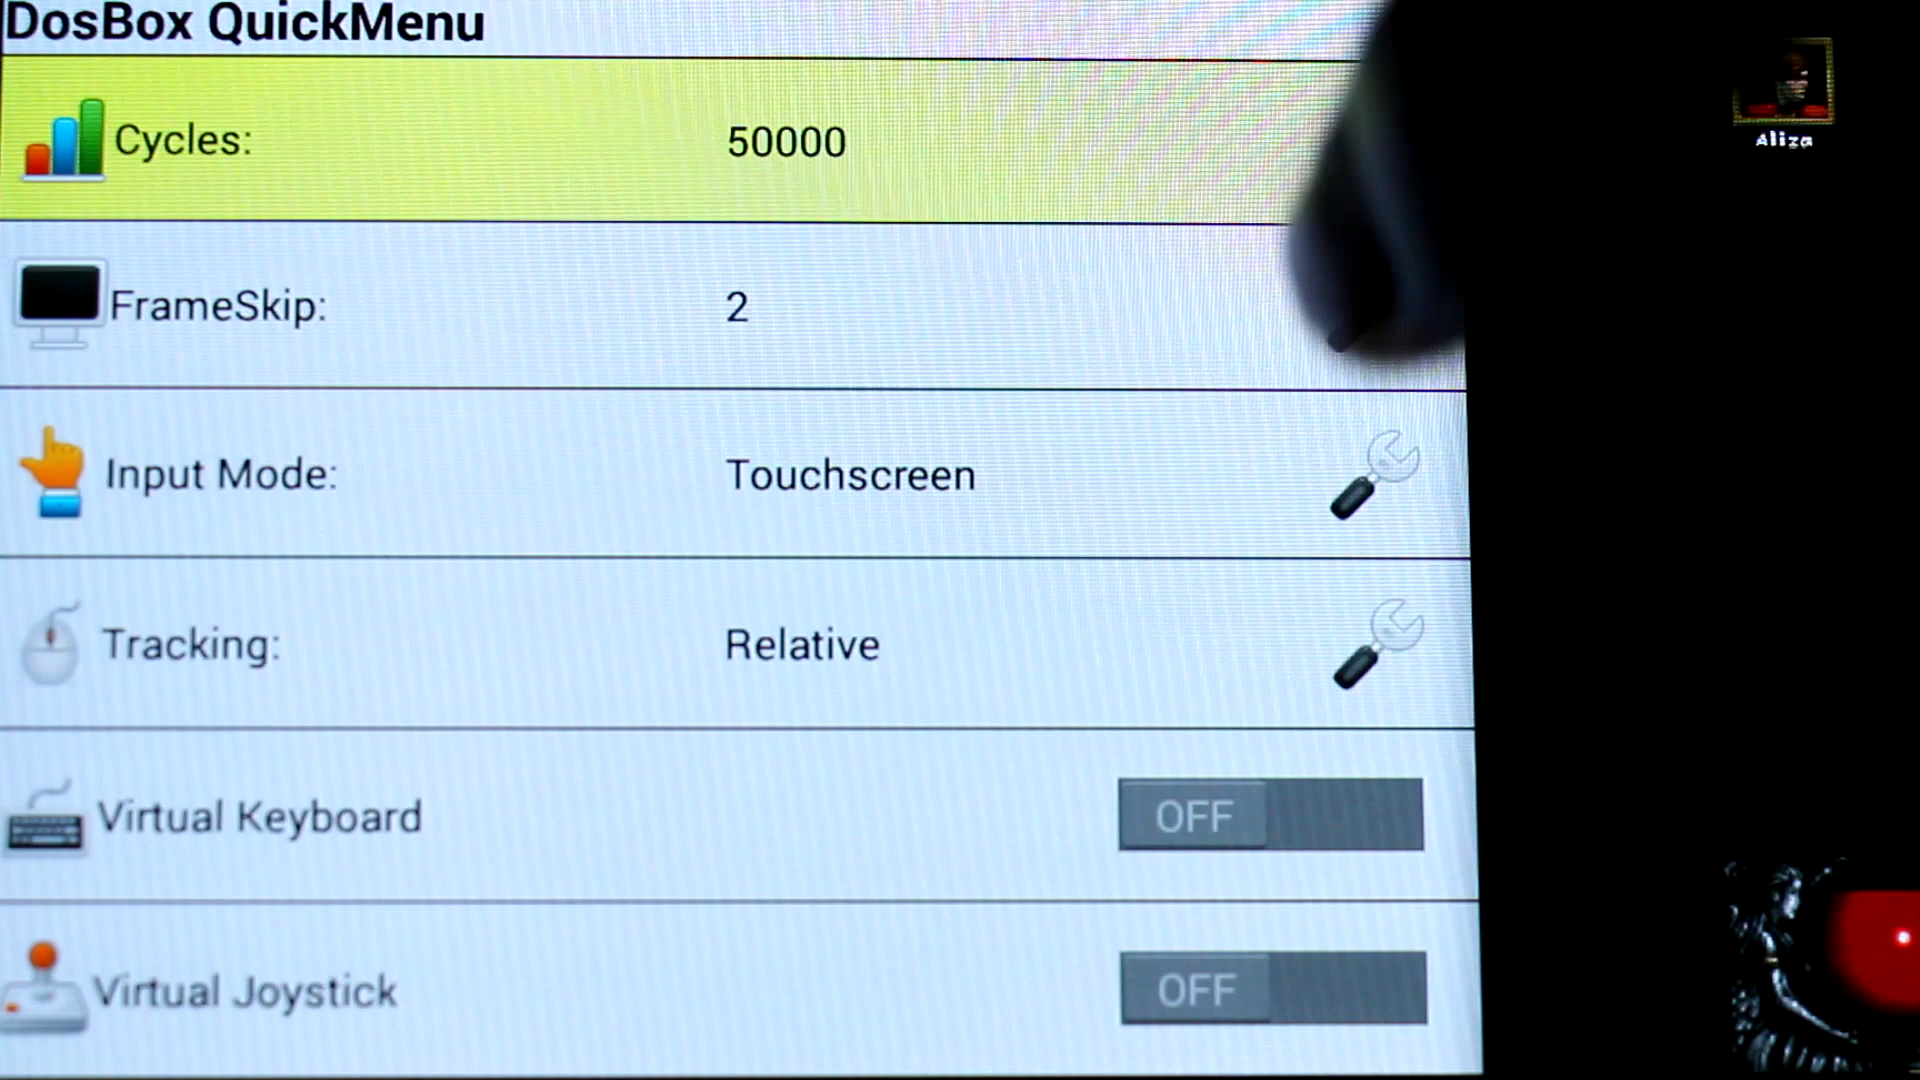 DosBox QuickMenu
Cycles: 50000
FrameSkip: 2
Input Mode: Touchscreen
Tracking: Relative
Virtual Keyboard OFF
Virtual Joystick OFF
Aliza